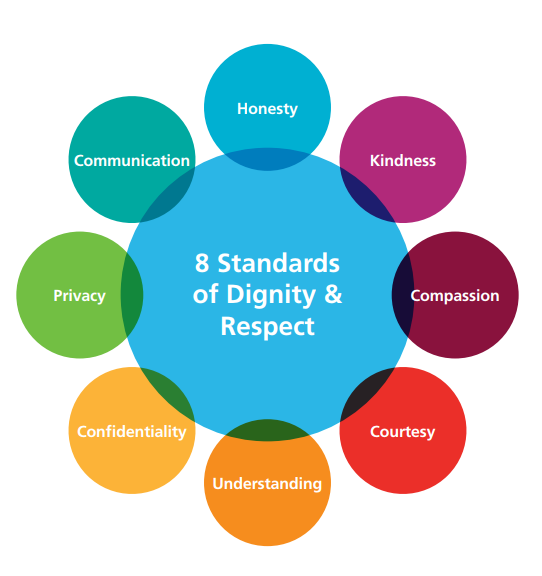 Honesty
Kindness
Compassion
Courtesy
Understanding
Confidentiality
Privacy
Communication
8 Standards
of Dignity &
Respect